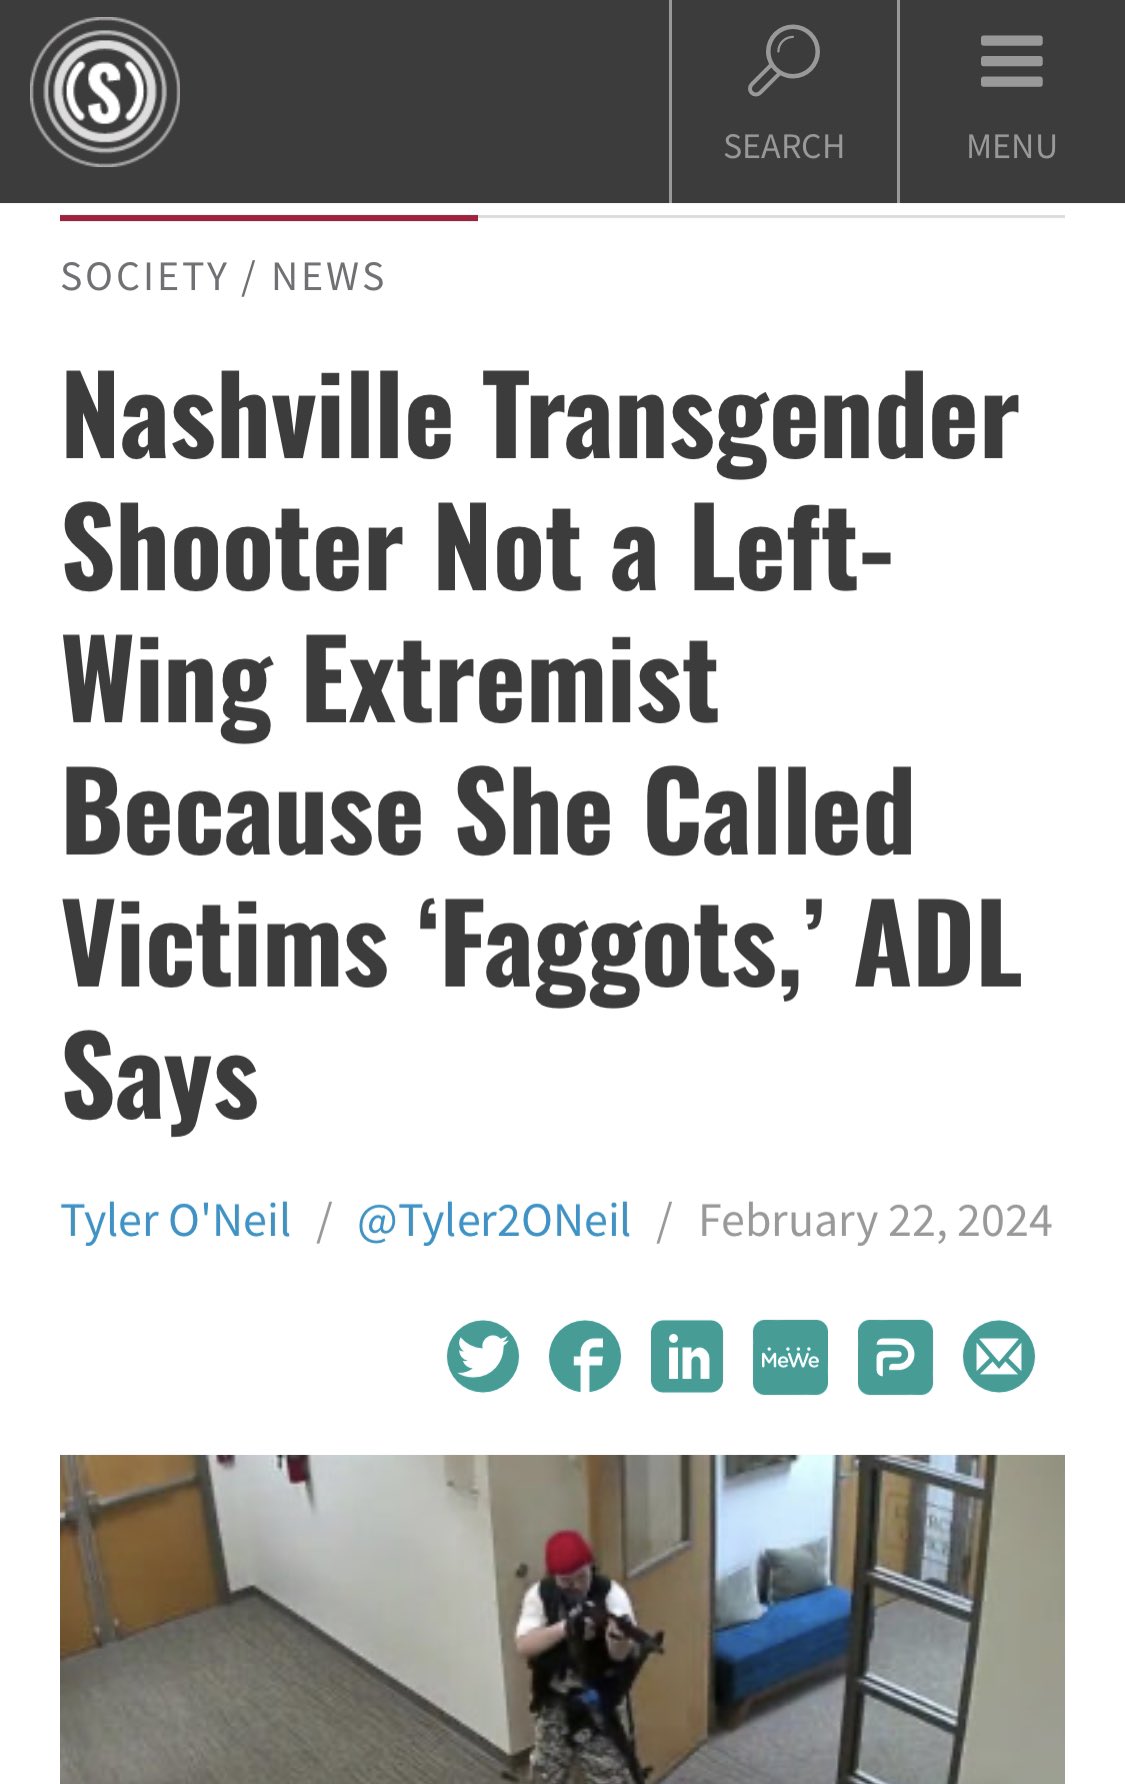 (S)
SEARCH
MENU
SOCIETY / NEWS
Nashville Transgender
Shooter Not a Left-
Wing Extremist
Because She Called
Victims ‘Faggots,’ ADL
Says
Tyler O'Neil / @Tyler2ONeil / February 22, 2024
in
MeWe